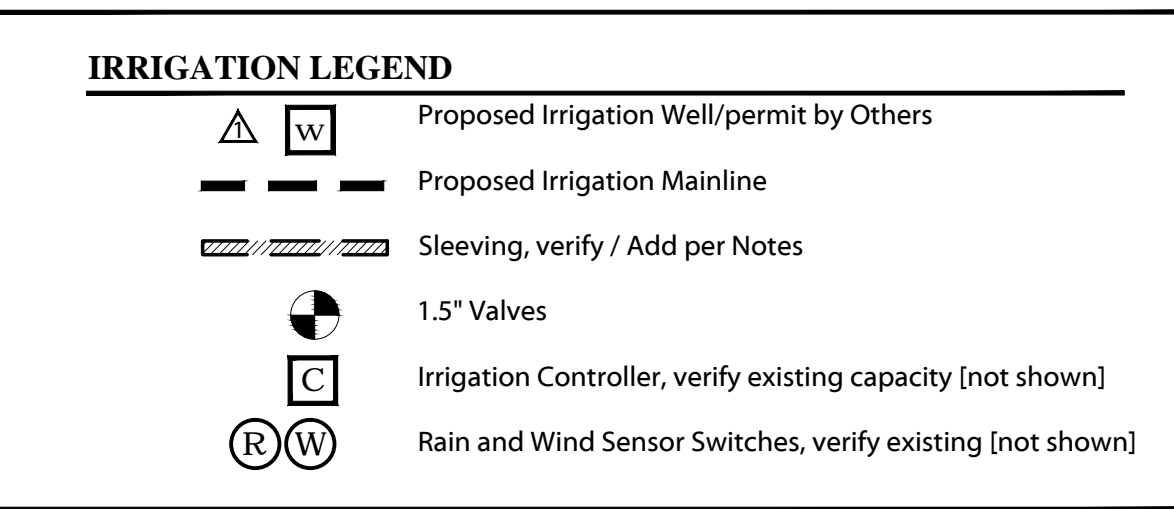 IRRIGATION LEGEND
1 W Proposed Irrigation Well/permit by Others
Proposed Irrigation Mainline
Sleeving, verify / Add per Notes
1.5" Valves
C Irrigation Controller, verify existing capacity [not shown]
R W Rain and Wind Sensor Switches, verify existing [not shown]